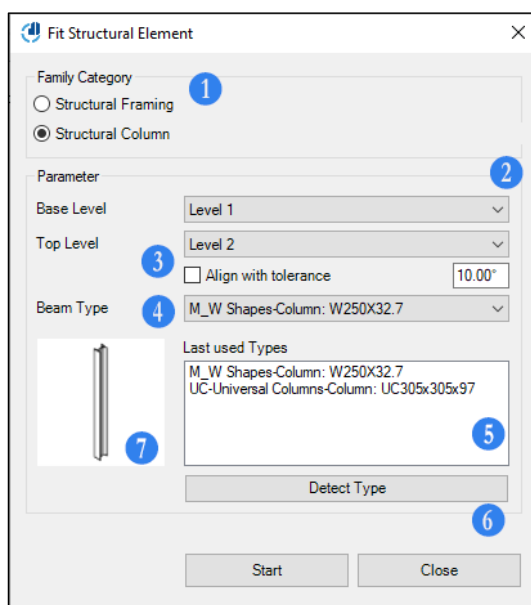 Fit Structural Element
Family Category
1
Structural Framing
Structural Column
2
Parameter
Base Level Level 1
Top Level Level 2
3 Align with tolerance 10.00°
Beam Type 4 M_W Shapes-Column: W250X32.7
Last used Types
M_W Shapes-Column: W250X32.7
UC-Universal Columns-Column: UC305x305x97
7 5
Detect Type
6
Start Close